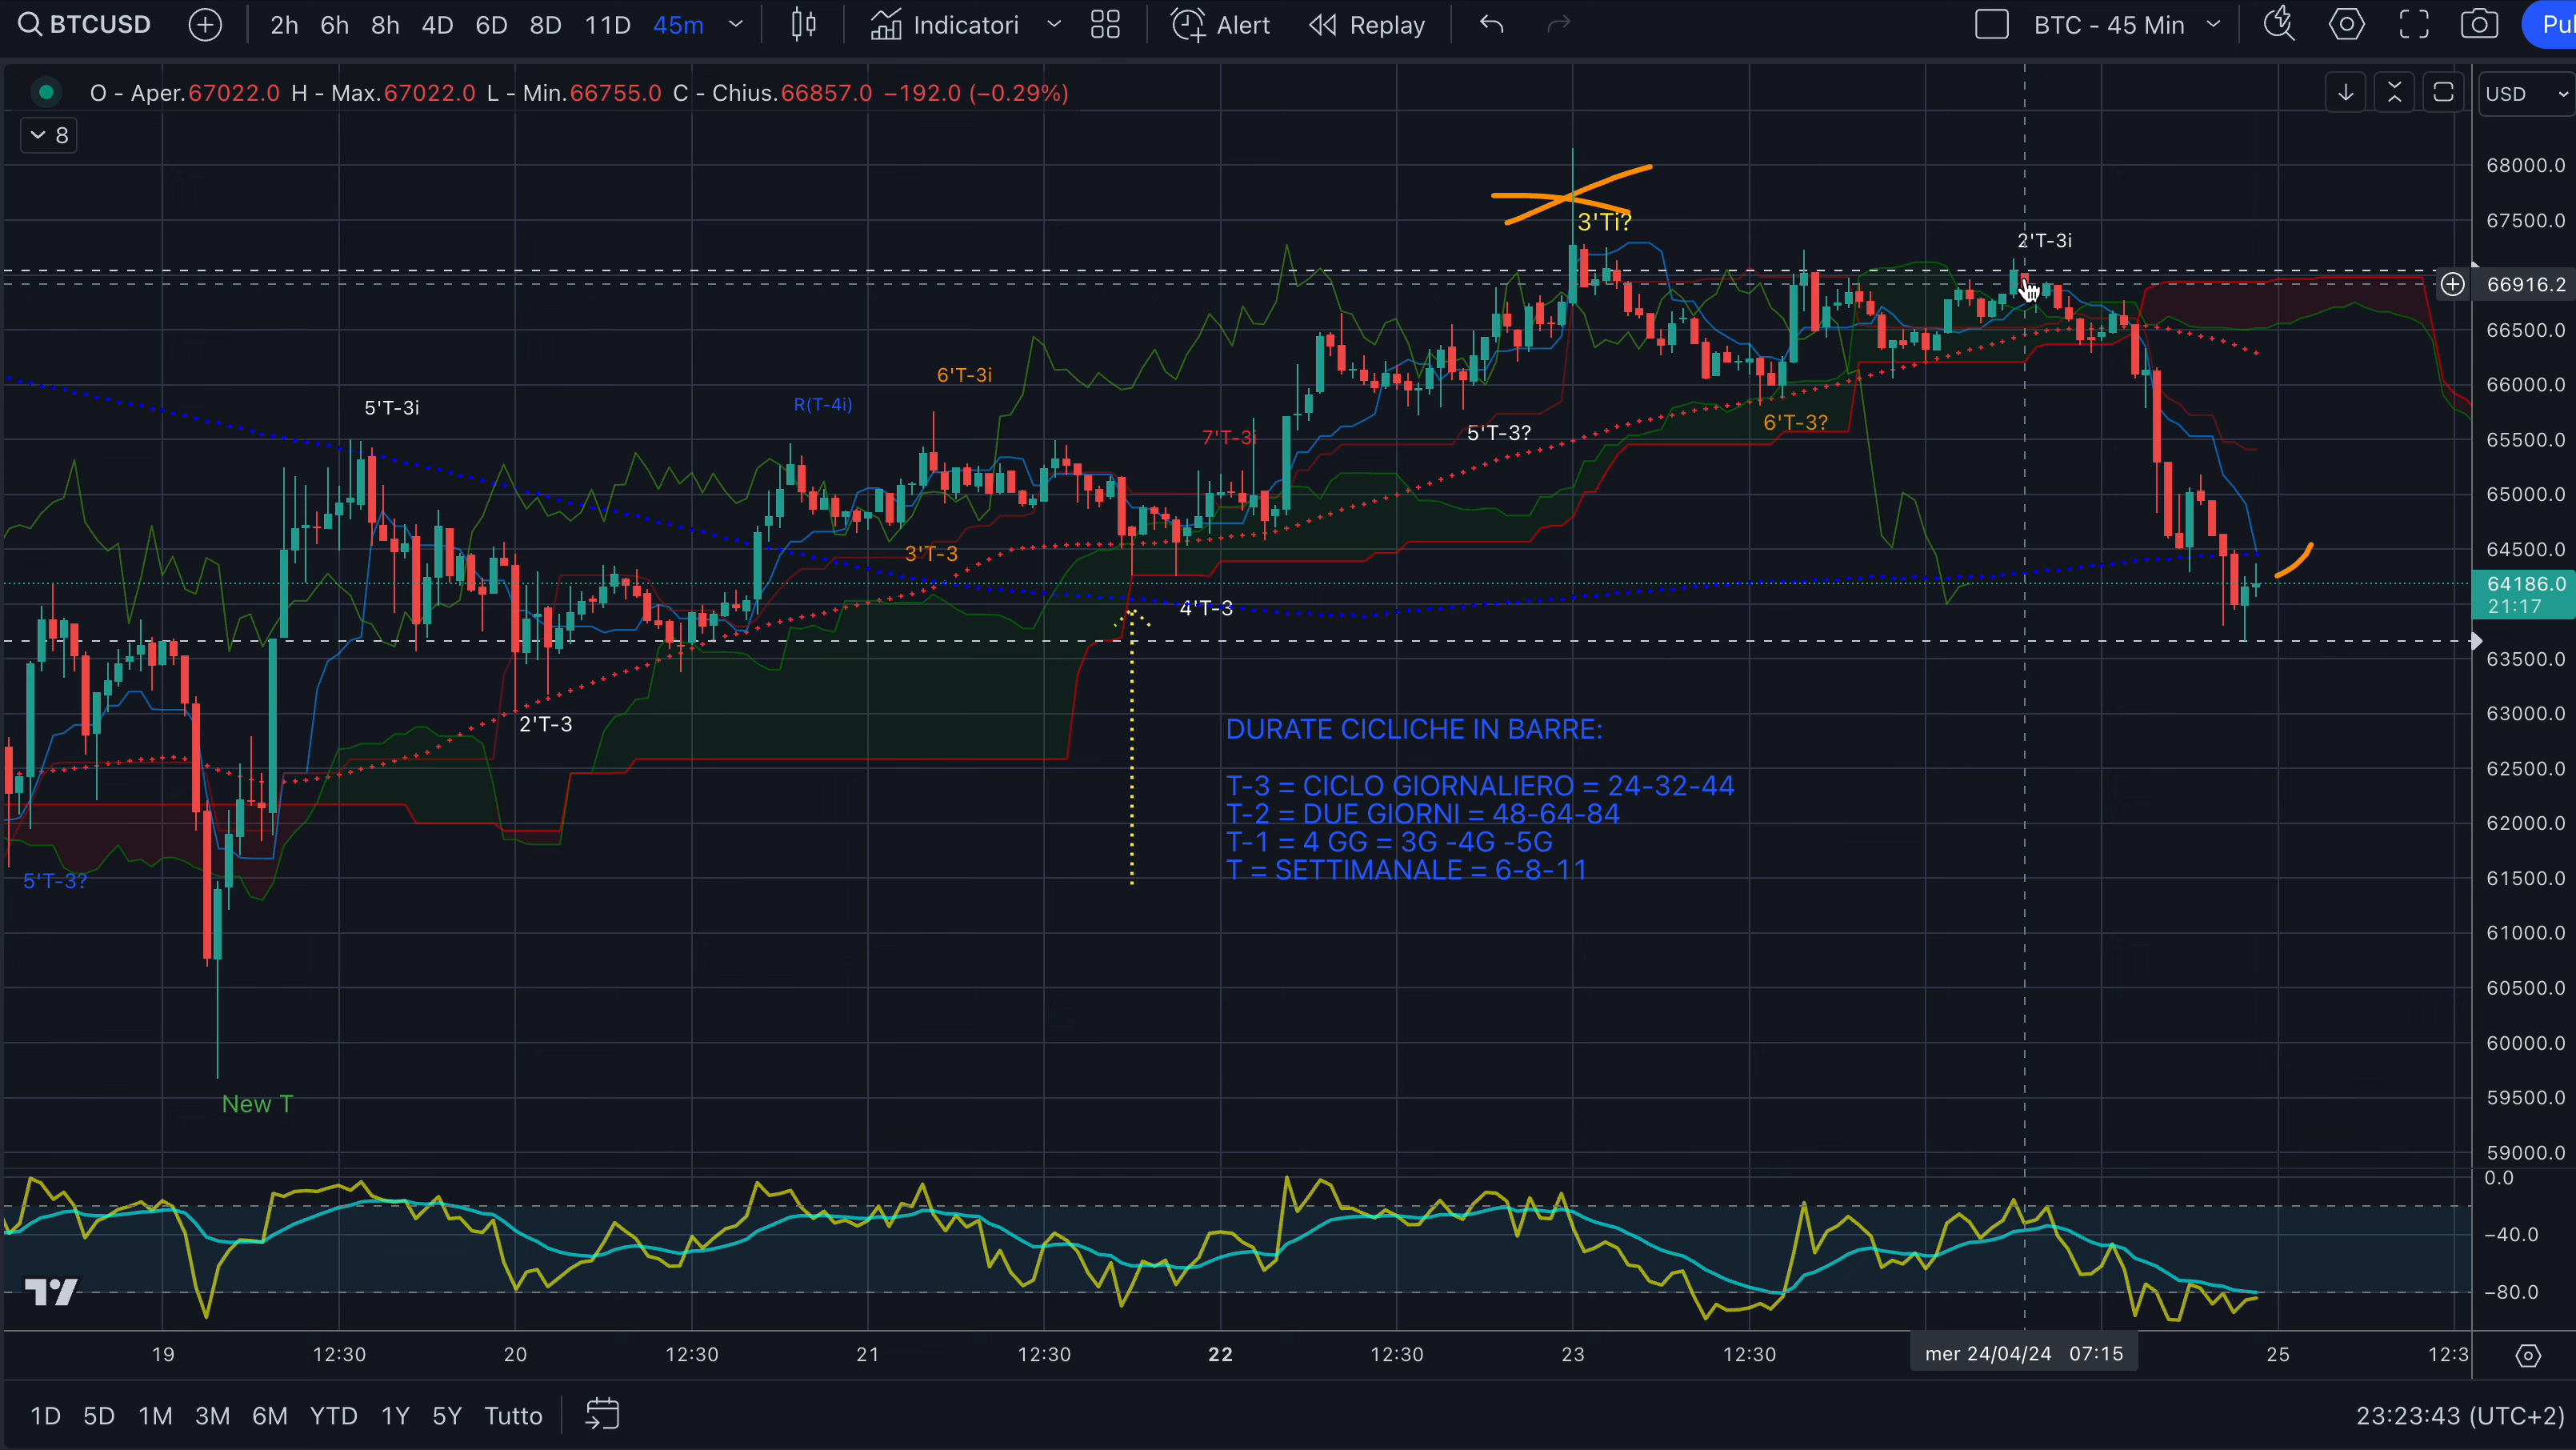 BTCUSD 2h 6h 8h 4D 6D 8D 11D 45m Indicatori Alert Replay BTC - 45 Min Pul
O - Aper.67022.0 H - Max.67022.0 L - Min.66755.0 C - Chius.66857.0 −192.0 (−0.29%) USD
8
68000.0
67500.0
3'Ti?
2'T-3i
66916.2
66500.0
6'T-3i
66000.0
5'T-3i
R(T-4i)
6'T-3?
7'T-3i
5'T-3?
65500.0
65000.0
3'T-3
64500.0
64186.0
21:17
4'T-3
63500.0
2'T-3
63000.0
DURATE CICLICHE IN BARRE:
T-3 = CICLO GIORNALIERO = 24-32-44
T-2 = DUE GIORNI = 48-64-84
T-1 = 4 GG = 3G -4G -5G
T = SETTIMANALE = 6-8-11
62500.0
62000.0
5'T-3?
61500.0
61000.0
60500.0
60000.0
New T
59500.0
59000.0
0.0
−40.0
−80.0
19 12:30 20 12:30 21 12:30 22 12:30 23 12:30 mer 24/04/24 07:15 25 12:3
1D 5D 1M 3M 6M YTD 1Y 5Y Tutto 23:23:43 (UTC+2)